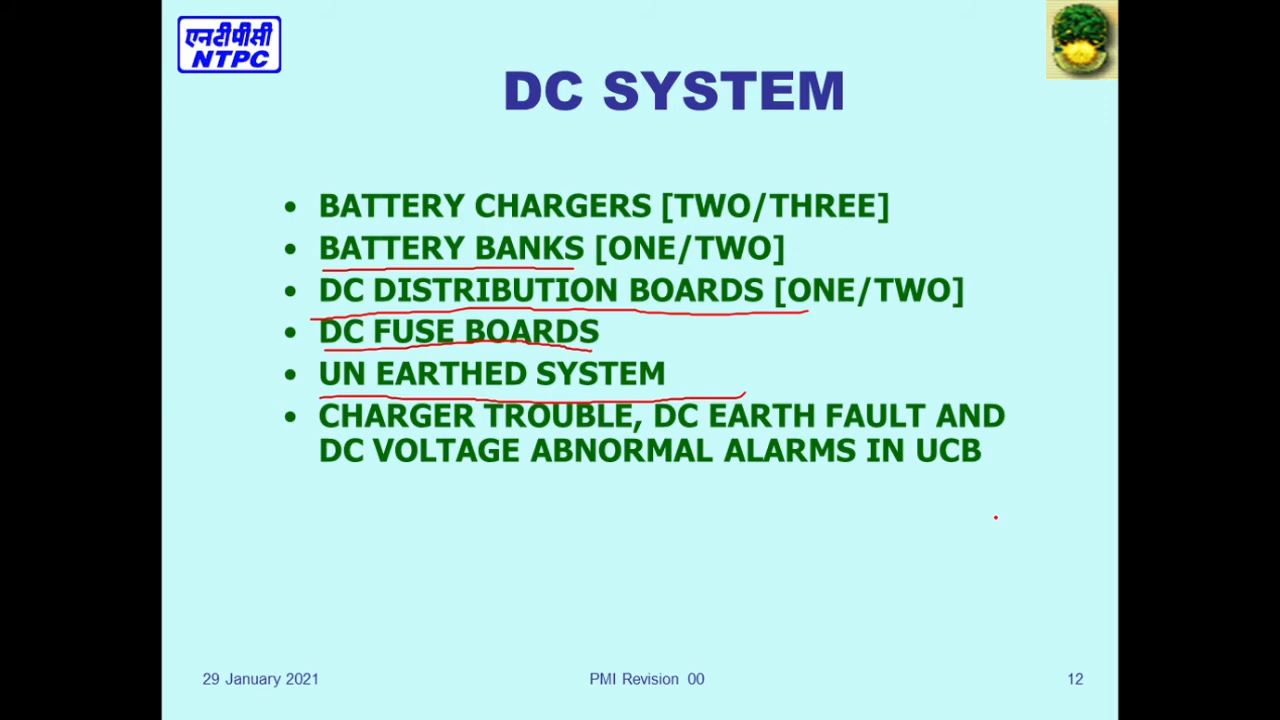 एनटीपीसी
NTPC
DC SYSTEM
• BATTERY CHARGERS [TWO/THREE]
• BATTERY BANKS [ONE/TWO]
• DC DISTRIBUTION BOARDS [ONE/TWO]
• DC FUSE BOARDS
• UN EARTHED SYSTEM
• CHARGER TROUBLE, DC EARTH FAULT AND
DC VOLTAGE ABNORMAL ALARMS IN UCB
29 January 2021 PMI Revision 00 12